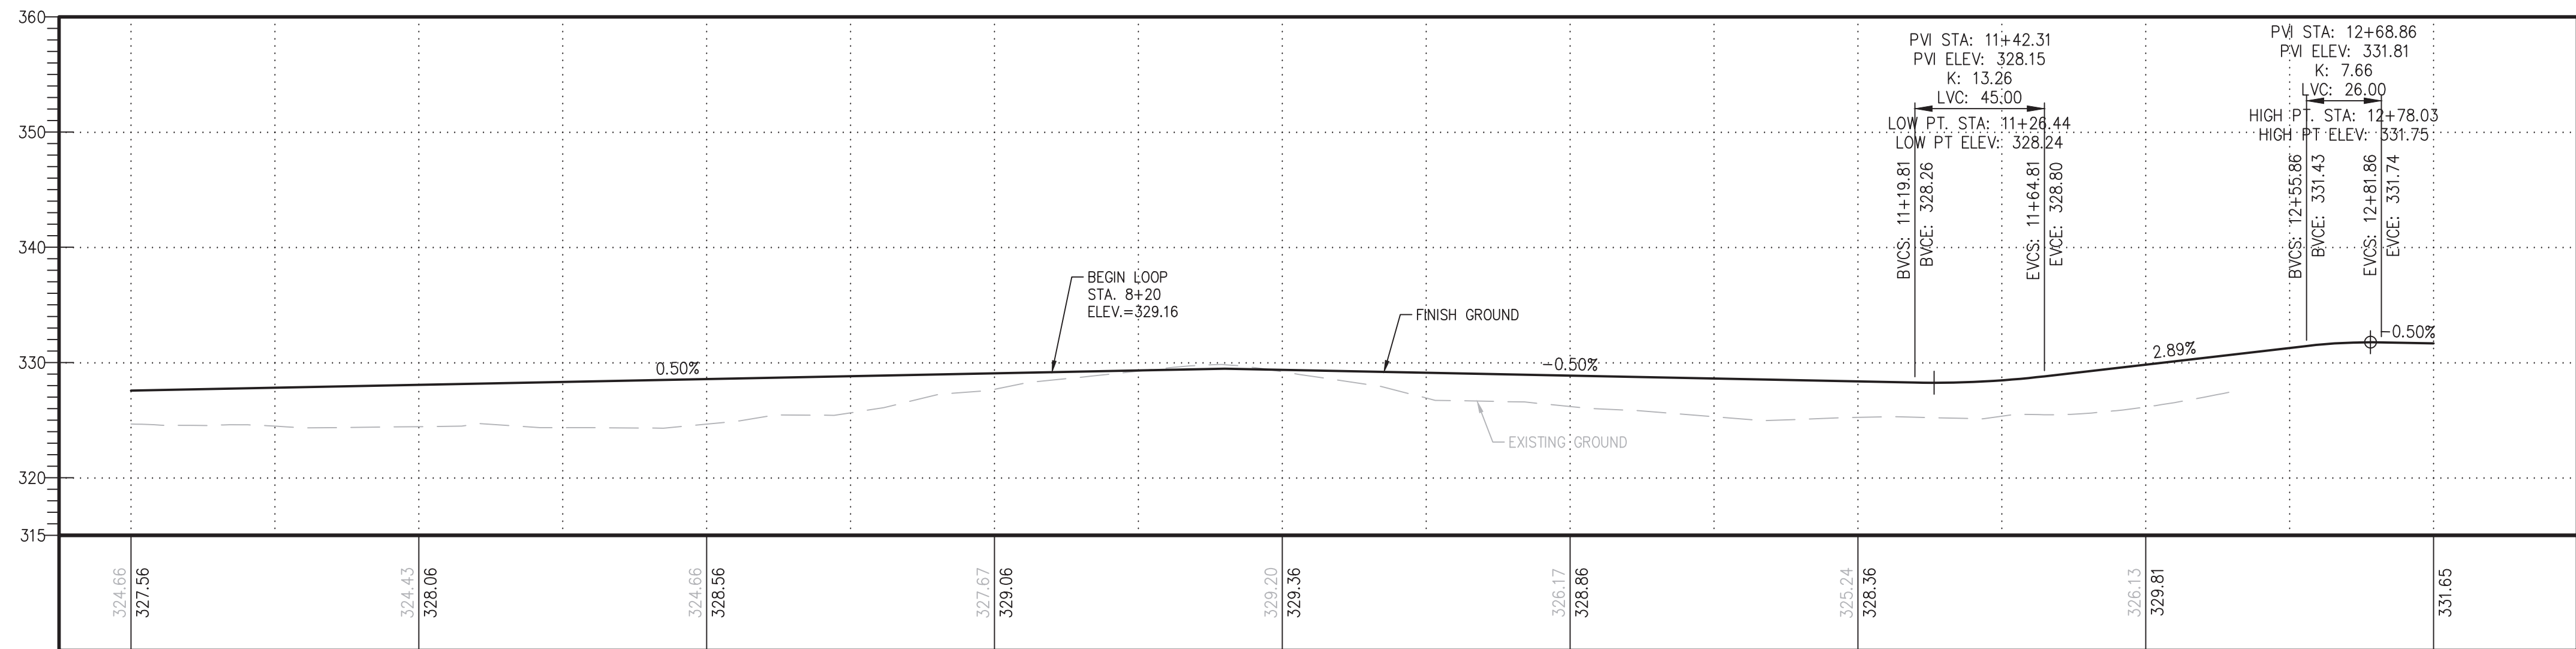 360
350
340
330
320
315
PVI STA: 11+42.31
PVI ELEV: 328.15
K: 13.26
LVC: 45.00
LOW PT. STA: 11+26.44
LOW PT ELEV: 328.24
BVCS: 11+19.81
BVCE: 328.26
EVCS: 11+64.81
EVCE: 328.80
PVI STA: 12+68.86
PVI ELEV: 331.81
K: 7.66
LVC: 26.00
HIGH PT. STA: 12+78.03
HIGH PT ELEV: 331.75
BVCS: 12+55.86
BVCE: 331.43
EVCS: 12+81.86
EVCE: 331.74
BEGIN LOOP
STA. 8+20
ELEV.=329.16
FINISH GROUND
0.50%
-0.50%
2.89%
-0.50%
EXISTING GROUND
324.66
327.56
324.43
328.06
324.66
328.56
327.67
329.06
329.20
329.36
326.17
328.86
325.24
328.36
326.13
329.81
331.65